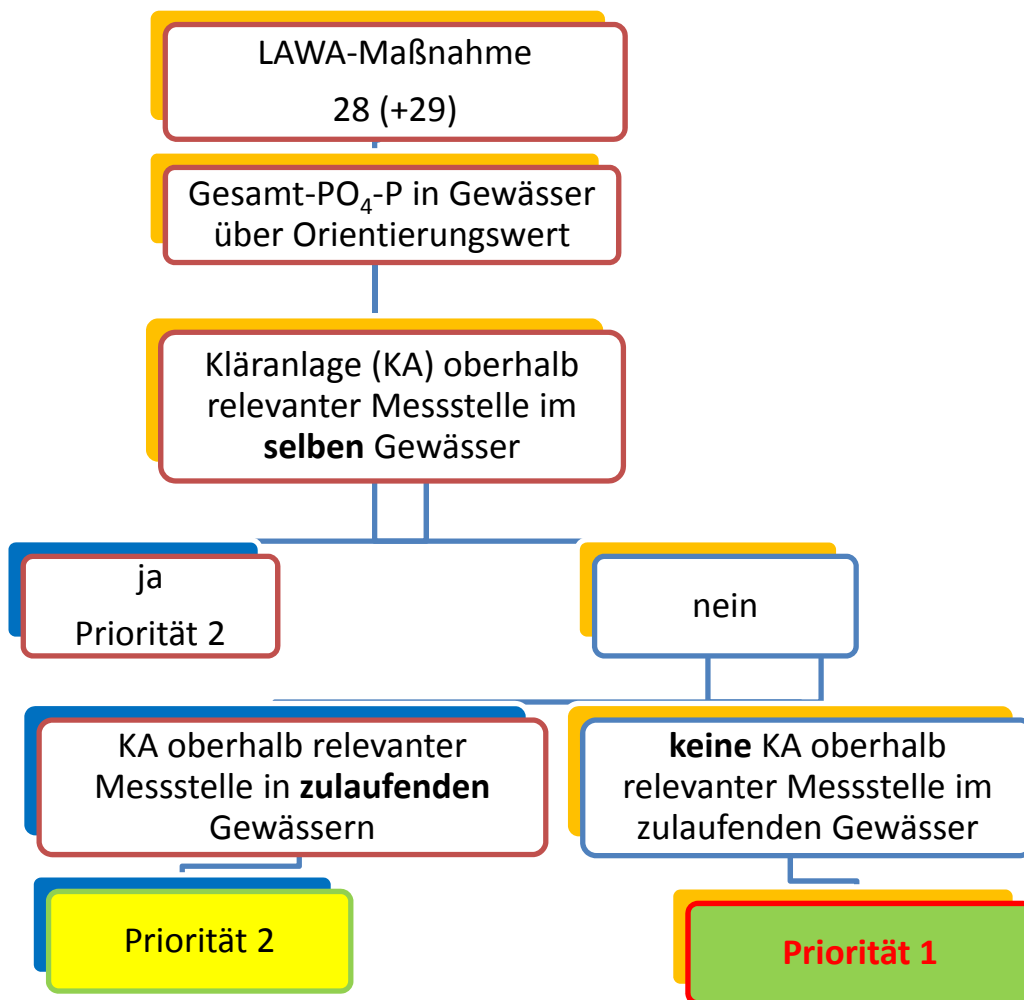 LAWA-Maßnahme
28 (+29)
Gesamt-PO₄-P in Gewässer
über Orientierungswert
Kläranlage (KA) oberhalb
relevanter Messstelle im
selben Gewässer
ja
Priorität 2
nein
KA oberhalb relevanter
Messstelle in zulaufenden
Gewässern
keine KA oberhalb
relevanter Messstelle im
zulaufenden Gewässer
Priorität 2
Priorität 1